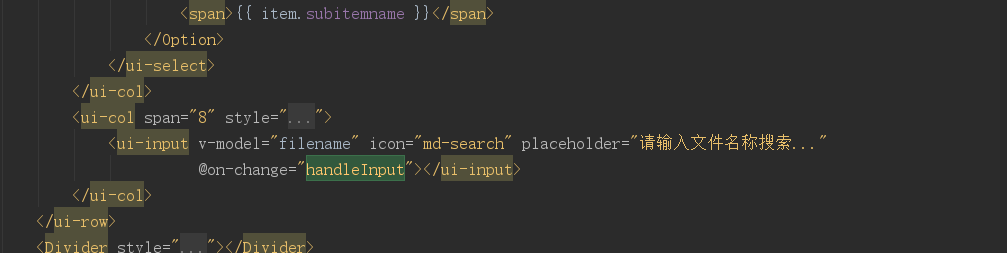 <span>{{ item.subitemname }}</span>
</Option>
</ui-select>
</ui-col>
<ui-col span="8" style="...">
<ui-input v-model="filename" icon="md-search" placeholder="请输入文件名称搜索..."
@on-change="handleInput"></ui-input>
</ui-col>
</ui-row>
<Divider style="..."></Divider>